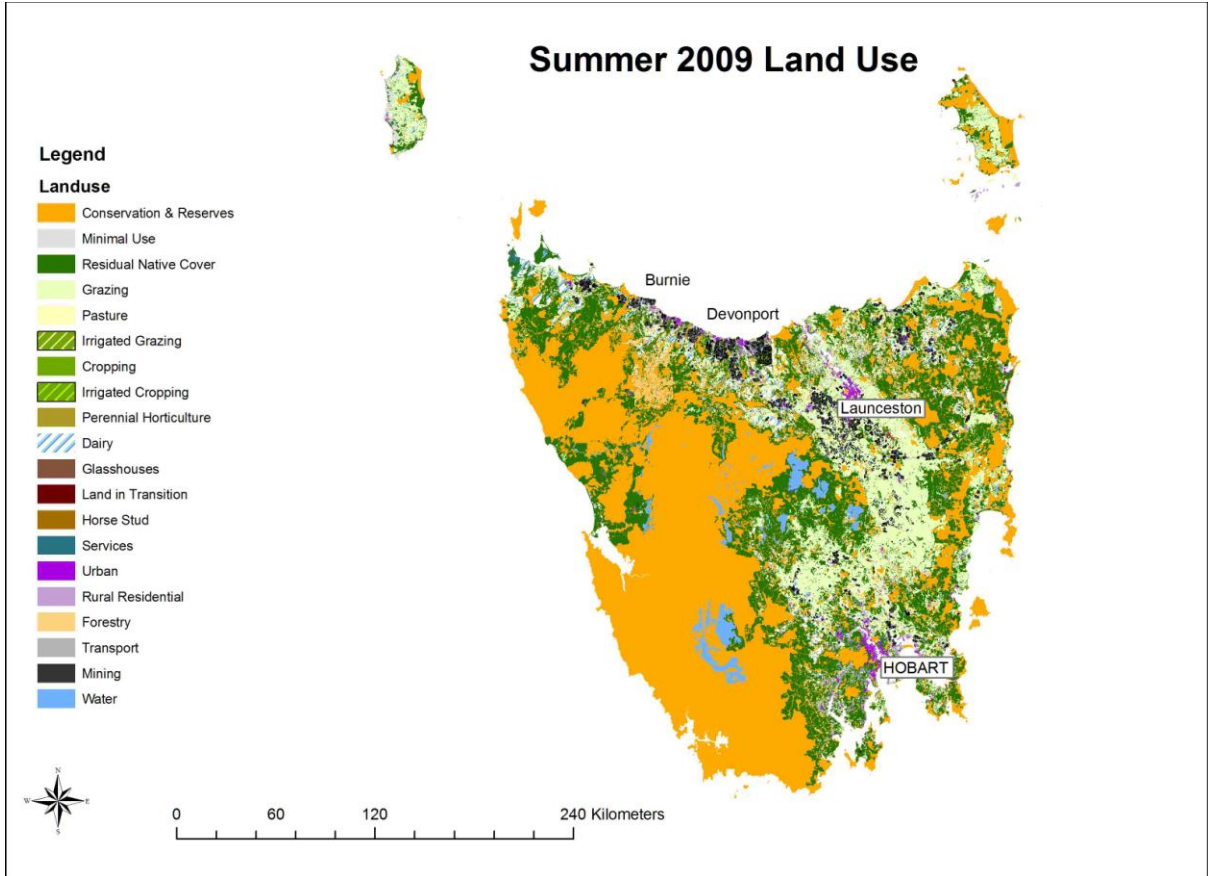 Summer 2009 Land Use
Legend
Landuse
Conservation & Reserves
Minimal Use
Residual Native Cover
Grazing
Pasture
Irrigated Grazing
Cropping
Irrigated Cropping
Perennial Horticulture
Dairy
Glasshouses
Land in Transition
Horse Stud
Services
Urban
Rural Residential
Forestry
Transport
Mining
Water
Burnie
Devonport
Launceston
HOBART
N
W E
S
0 60 120 240 Kilometers